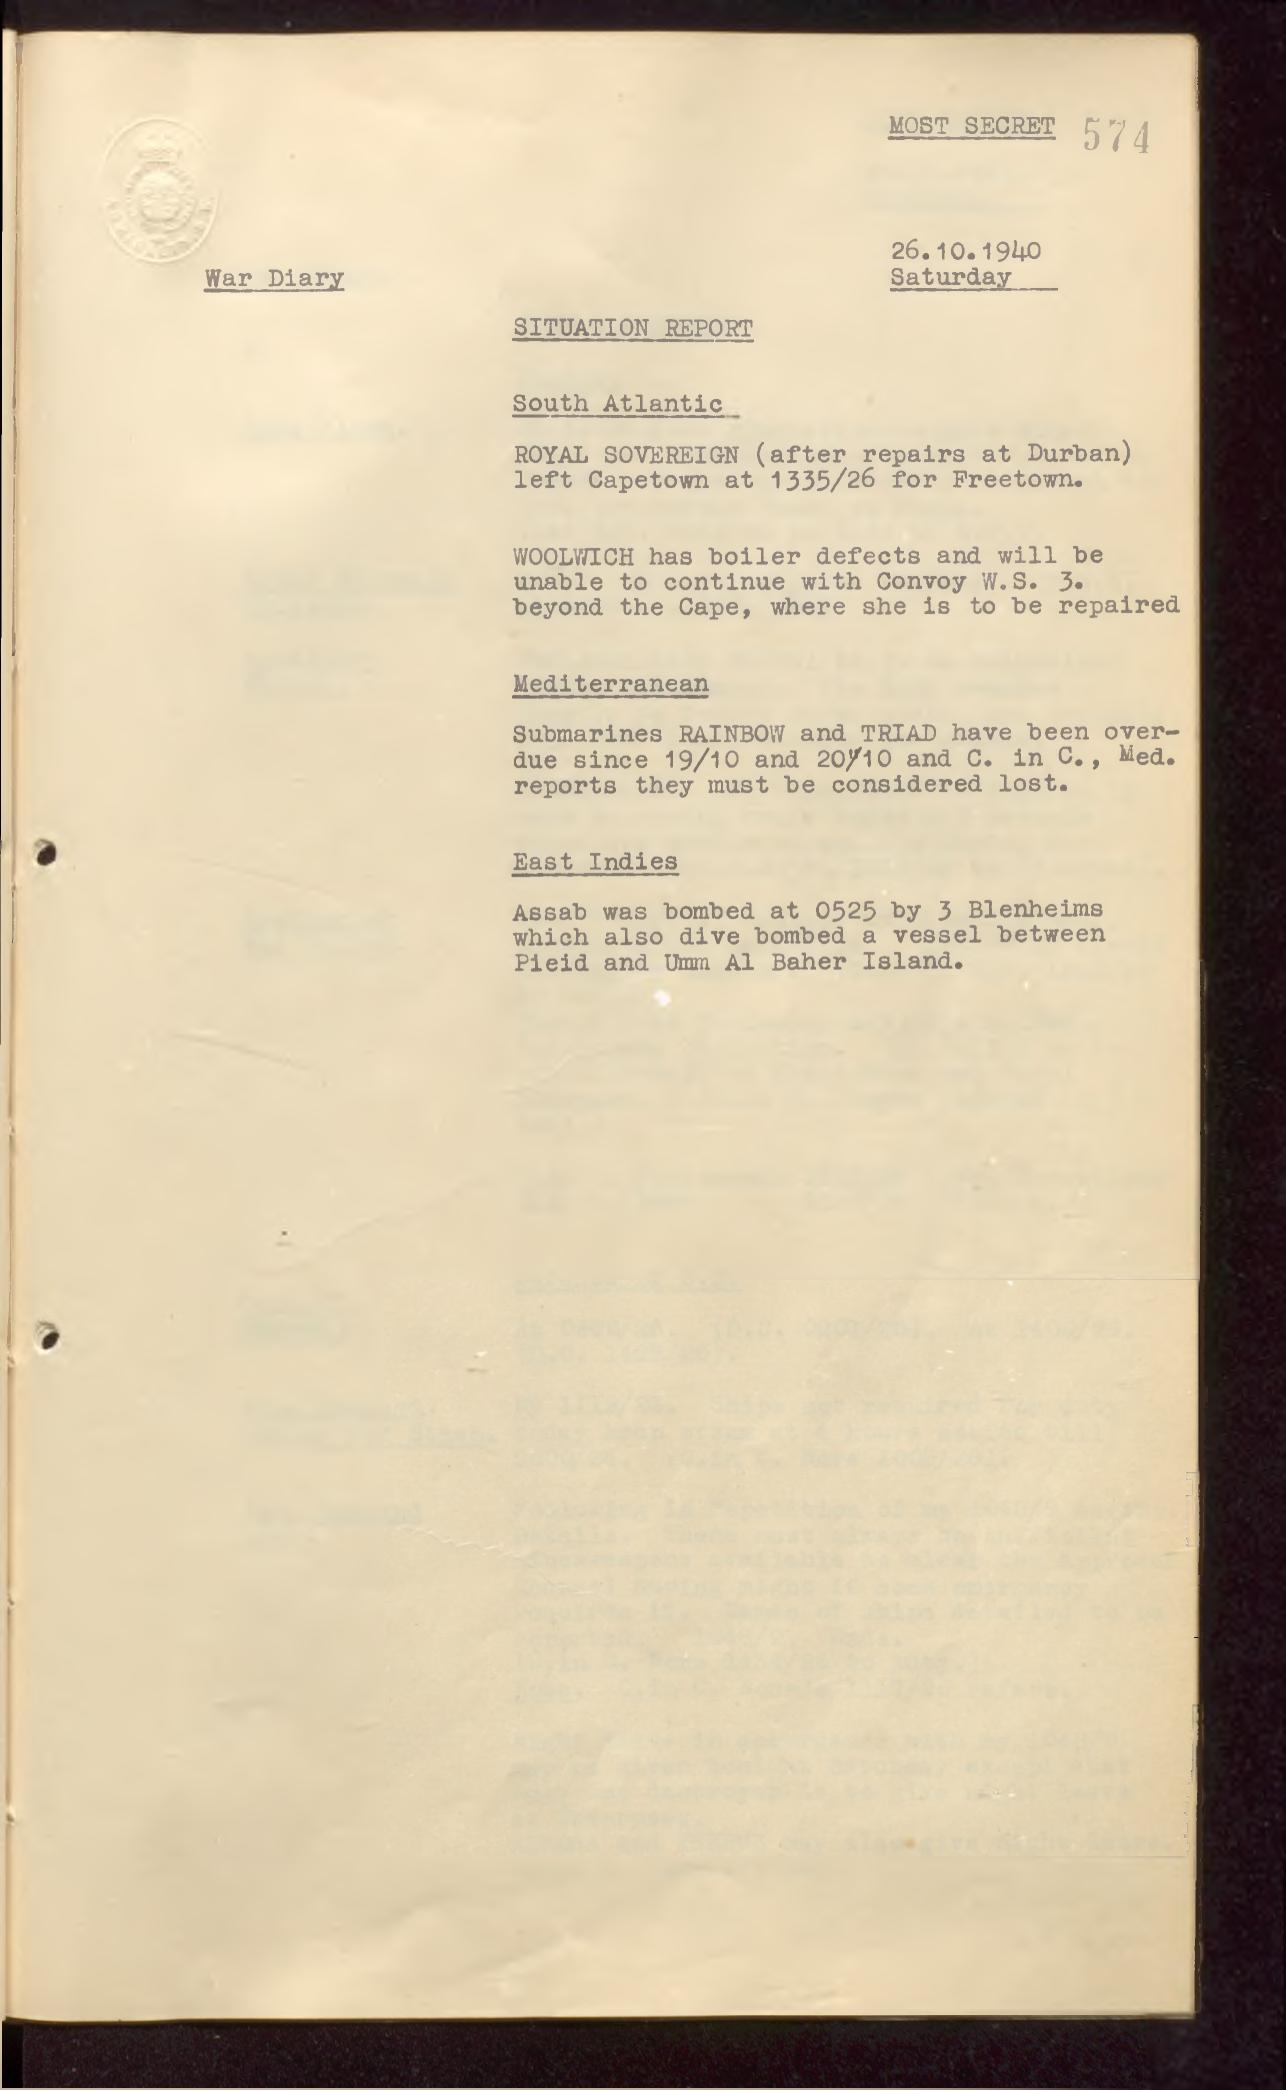 MOST SECRET 574
26.10.1940
War Diary
Saturday
SITUATION REPORT
South Atlantic
ROYAL SOVEREIGN (after repairs at Durban)
left Capetown at 1335/26 for Freetown.
WOOLWICH has boiler defects and will be
unable to continue with Convoy W.S. 3.
beyond the Cape, where she is to be repaired
Mediterranean
Submarines RAINBOW and TRIAD have been over-
due since 19/10 and 20/10 and C. in C., Med.
reports they must be considered lost.
East Indies
Assab was bombed at 0525 by 3 Blenheims
which also dive bombed a vessel between
Pieid and Umm Al Baher Island.